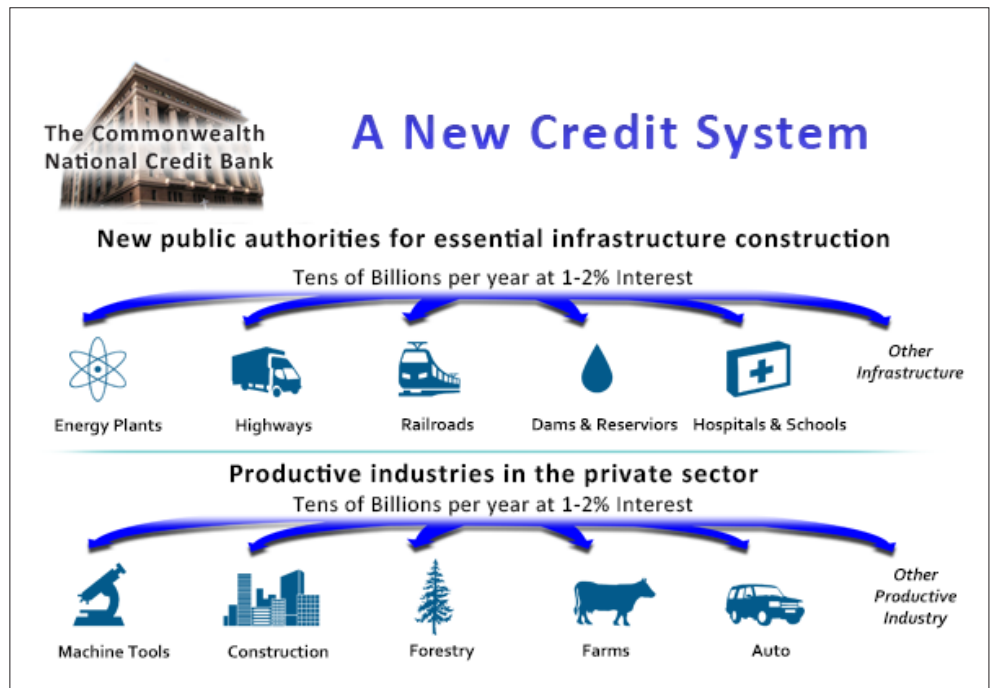 The Commonwealth
National Credit Bank
A New Credit System
New public authorities for essential infrastructure construction
Tens of Billions per year at 1-2% Interest
Other
Infrastructure
Energy Plants
Highways
Railroads
Dams & Reserviors
Hospitals & Schools
Productive industries in the private sector
Tens of Billions per year at 1-2% Interest
Other
Productive
Industry
Machine Tools
Construction
Forestry
Farms
Auto